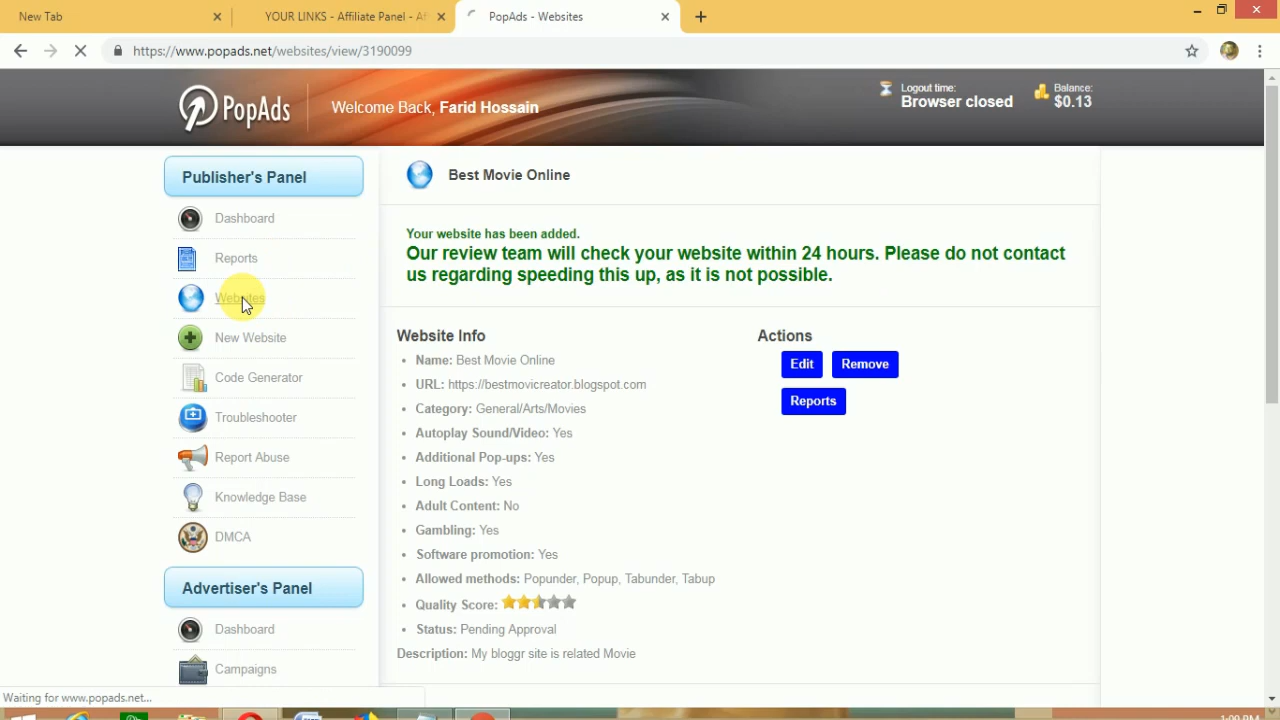 New Tab
YOUR LINKS - Affiliate Panel - Af
PopAds - Websites
https://www.popads.net/websites/view/3190099
PopAds
Welcome Back, Farid Hossain
Logout time:
Browser closed
Balance:
$0.13
Publisher's Panel
Dashboard
Reports
Websites
New Website
Code Generator
Troubleshooter
Report Abuse
Knowledge Base
DMCA
Advertiser's Panel
Dashboard
Campaigns
Best Movie Online
Your website has been added.
Our review team will check your website within 24 hours. Please do not contact
us regarding speeding this up, as it is not possible.
Website Info
Name: Best Movie Online
URL: https://bestmovicreator.blogspot.com
Category: General/Arts/Movies
Autoplay Sound/Video: Yes
Additional Pop-ups: Yes
Long Loads: Yes
Adult Content: No
Gambling: Yes
Software promotion: Yes
Allowed methods: Popunder, Popup, Tabunder, Tabup
Quality Score:
Status: Pending Approval
Description: My bloggr site is related Movie
Actions
Edit
Remove
Reports
Waiting for www.popads.net...